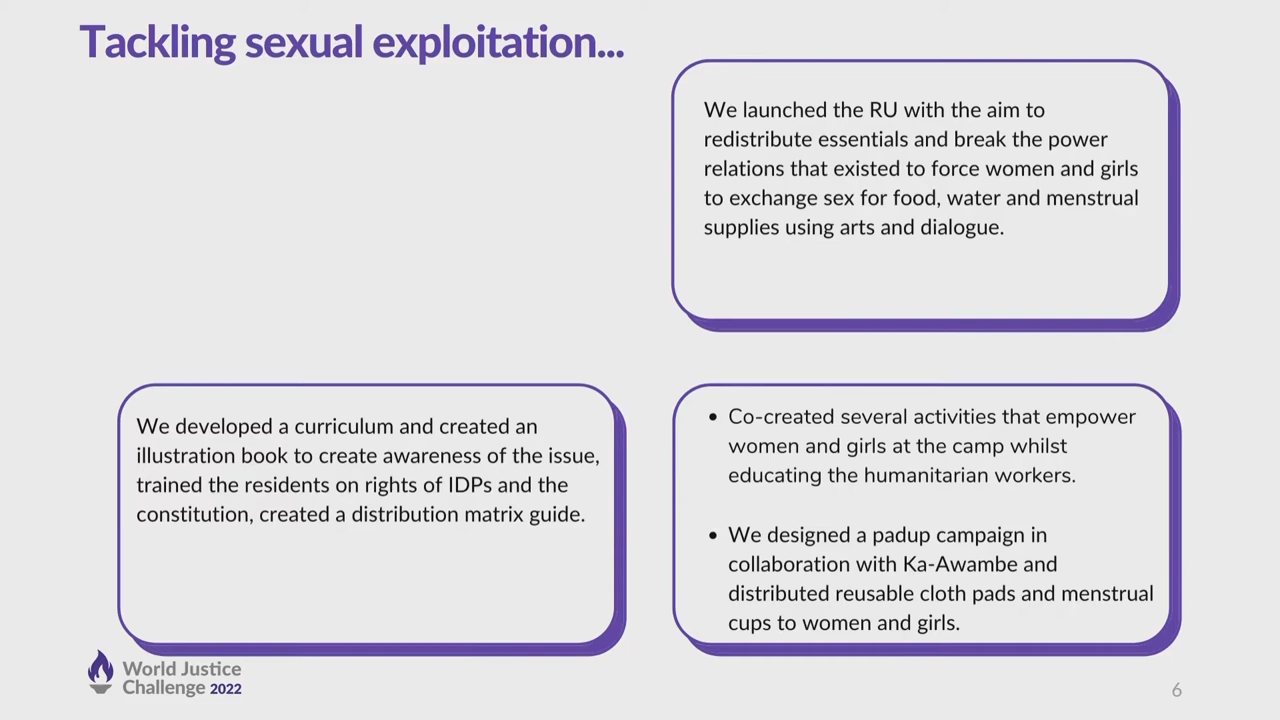 Tackling sexual exploitation...
We launched the RU with the aim to
redistribute essentials and break the power
relations that existed to force women and girls
to exchange sex for food, water and menstrual
supplies using arts and dialogue.
We developed a curriculum and created an
illustration book to create awareness of the issue,
trained the residents on rights of IDPs and the
constitution, created a distribution matrix guide.
• Co-created several activities that empower
women and girls at the camp whilst
educating the humanitarian workers.
• We designed a padup campaign in
collaboration with Ka-Awambe and
distributed reusable cloth pads and menstrual
cups to women and girls.
World Justice
Challenge 2022
6